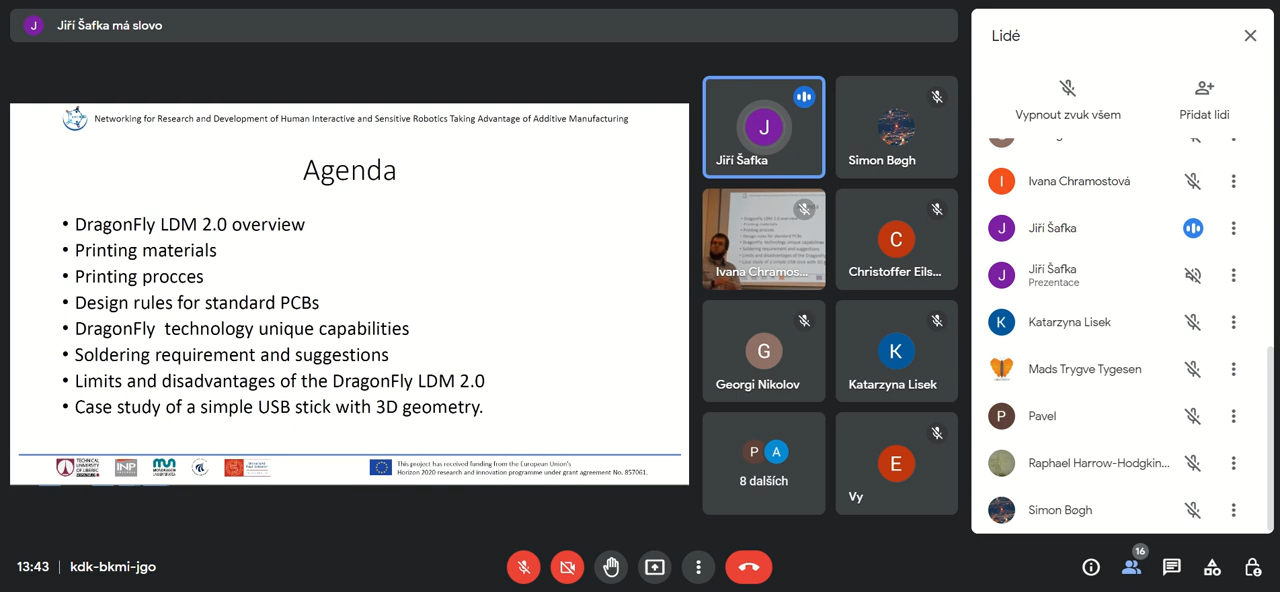 J Jiří Šafka má slovo
Networking for Research and Development of Human Interactive and Sensitive Robotics Taking Advantage of Additive Manufacturing
Agenda
• DragonFly LDM 2.0 overview
• Printing materials
• Printing procces
• Design rules for standard PCBs
• DragonFly technology unique capabilities
• Soldering requirement and suggestions
• Limits and disadvantages of the DragonFly LDM 2.0
• Case study of a simple USB stick with 3D geometry.
TECHNICAL
UNIVERSITY
OF LIBEREC
INP
This project has received funding from the European Union's
Horizon 2020 research and innovation programme under grant agreement No. 857061.
J
Jiří Šafka
Simon Bøgh
Ivana Chramos...
C
Christoffer Eils...
G
Georgi Nikolov
K
Katarzyna Lisek
P A
8 dalších
E
Vy
Lidé
Vypnout zvuk všem
Přidat lidi
I Ivana Chramostová
J Jiří Šafka
J Jiří Šafka
Prezentace
K Katarzyna Lisek
Mads Trygve Tygesen
P Pavel
Raphael Harrow-Hodgkin...
Simon Bøgh
13:43 | kdk-bkmi-jgo
16